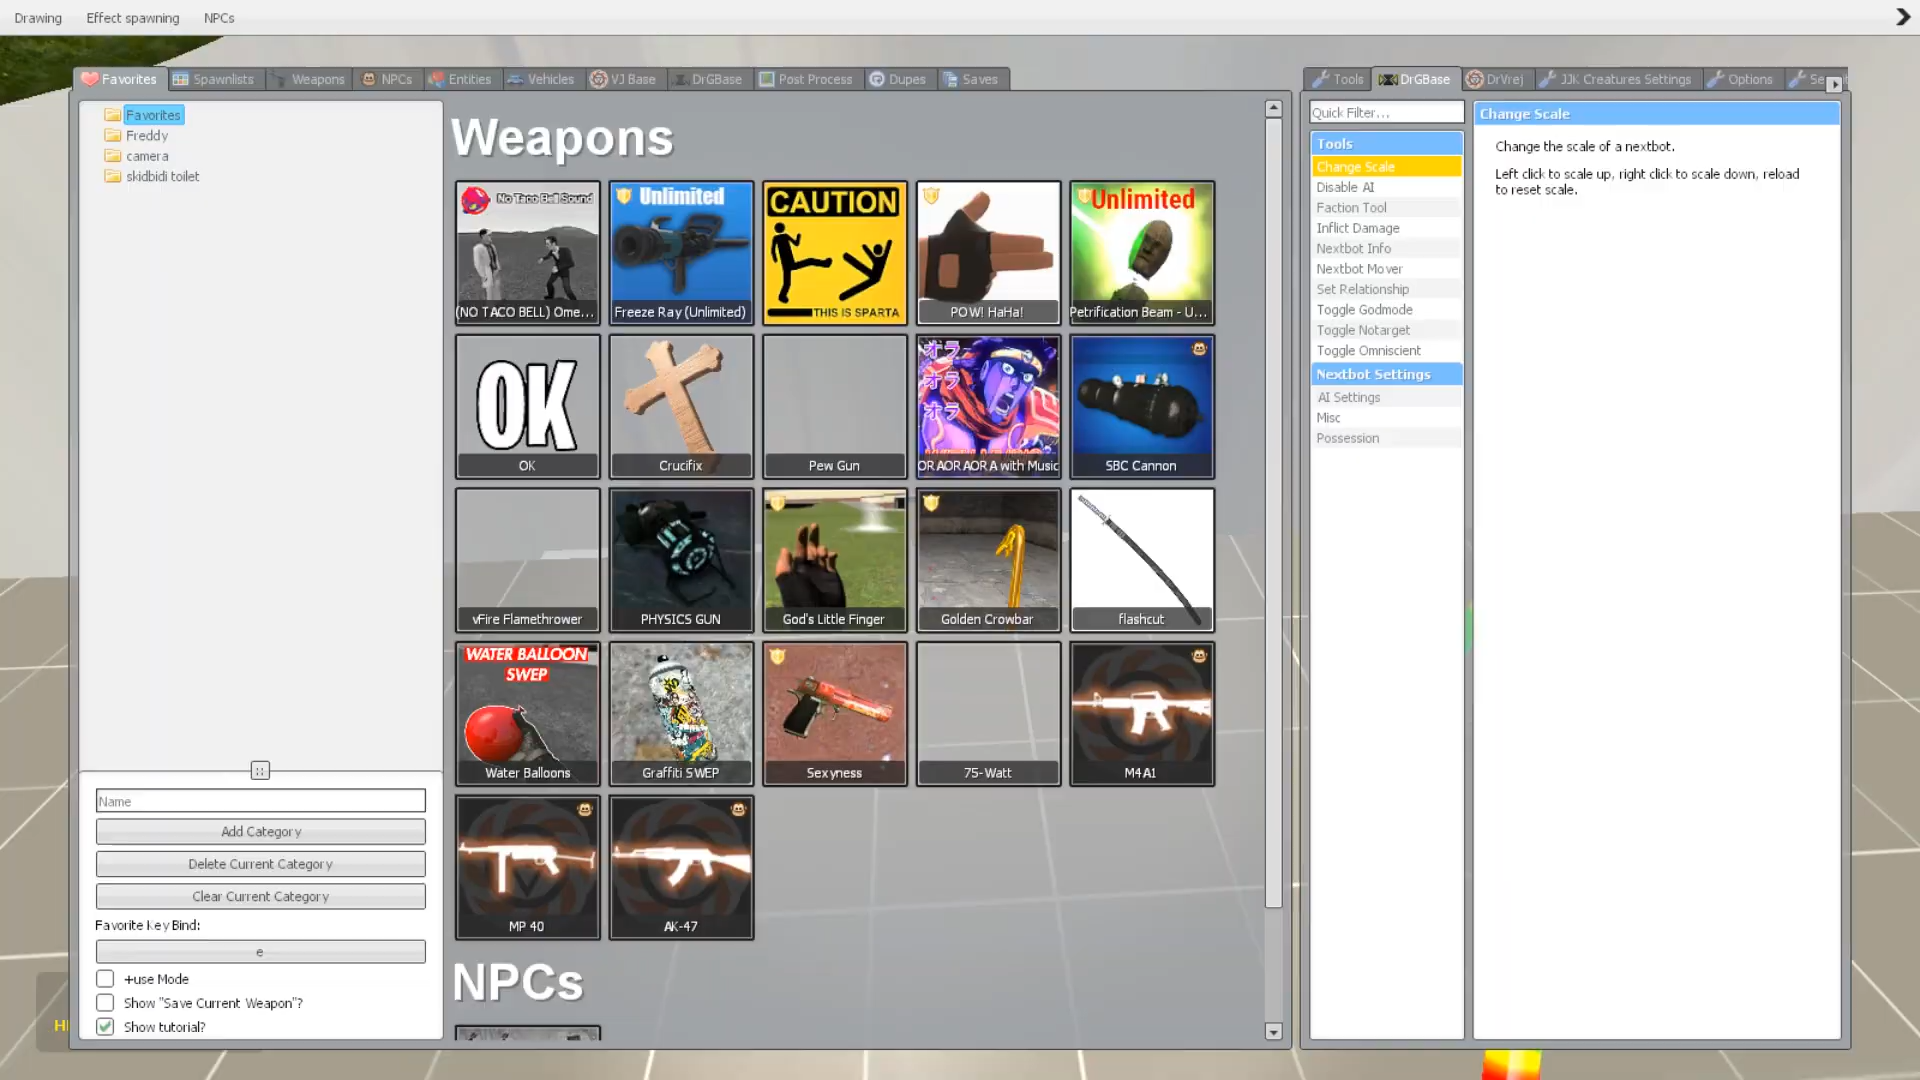 Drawing
Effect spawning
NPCs
Favorites
Spawnlists
Weapons
NPCs
Entities
Vehicles
VJ Base
DrGBase
Post Process
Dupes
Saves
Favorites
Freddy
camera
skidbidi toilet
Name
Add Category
Delete Current Category
Clear Current Category
Favorite Key Bind:
e
+use Mode
Show "Save Current Weapon"?
Show tutorial?
Weapons
No Taco Bell Sound
(NO TACO BELL) Ome...
Unlimited
Freeze Ray (Unlimited)
CAUTION
THIS IS SPARTA
POW! HaHa!
Unlimited
Petrification Beam - U...
OK
OK
Crucifix
Pew Gun
オラ
オラ
オラ
ORAORAORA with Music
SBC Cannon
vFire Flamethrower
PHYSICS GUN
God's Little Finger
Golden Crowbar
flashcut
WATER BALLOON
SWEP
Water Balloons
Graffiti SWEP
Sexyness
75-Watt
M4A1
MP 40
AK-47
NPCs
Tools
DrGBase
DrVrej
JJK Creatures Settings
Options
Quick Filter...
Tools
Change Scale
Disable AI
Faction Tool
Inflict Damage
Nextbot Info
Nextbot Mover
Set Relationship
Toggle Godmode
Toggle Notarget
Toggle Omniscient
Nextbot Settings
AI Settings
Misc
Possession
Change Scale
Change the scale of a nextbot.
Left click to scale up, right click to scale down, reload
to reset scale.